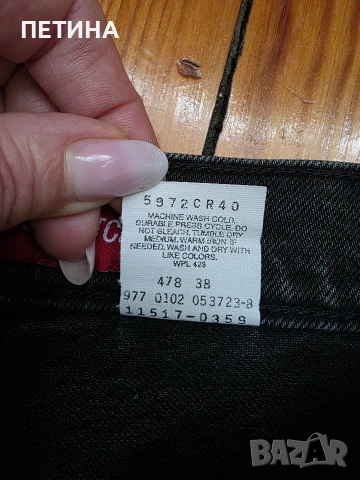 ПЕТИНА
5972CR40
MACHINE WASH COLD,
DURABLE PRESS CYCLE. DO
NOT BLEACH. TUMBLE DRY
MEDIUM. WARM IRON IF
NEEDED. WASH AND DRY WITH
LIKE COLORS.
WPL 423
478 38
977 0102 053723-8
11517-0359
BAZAR